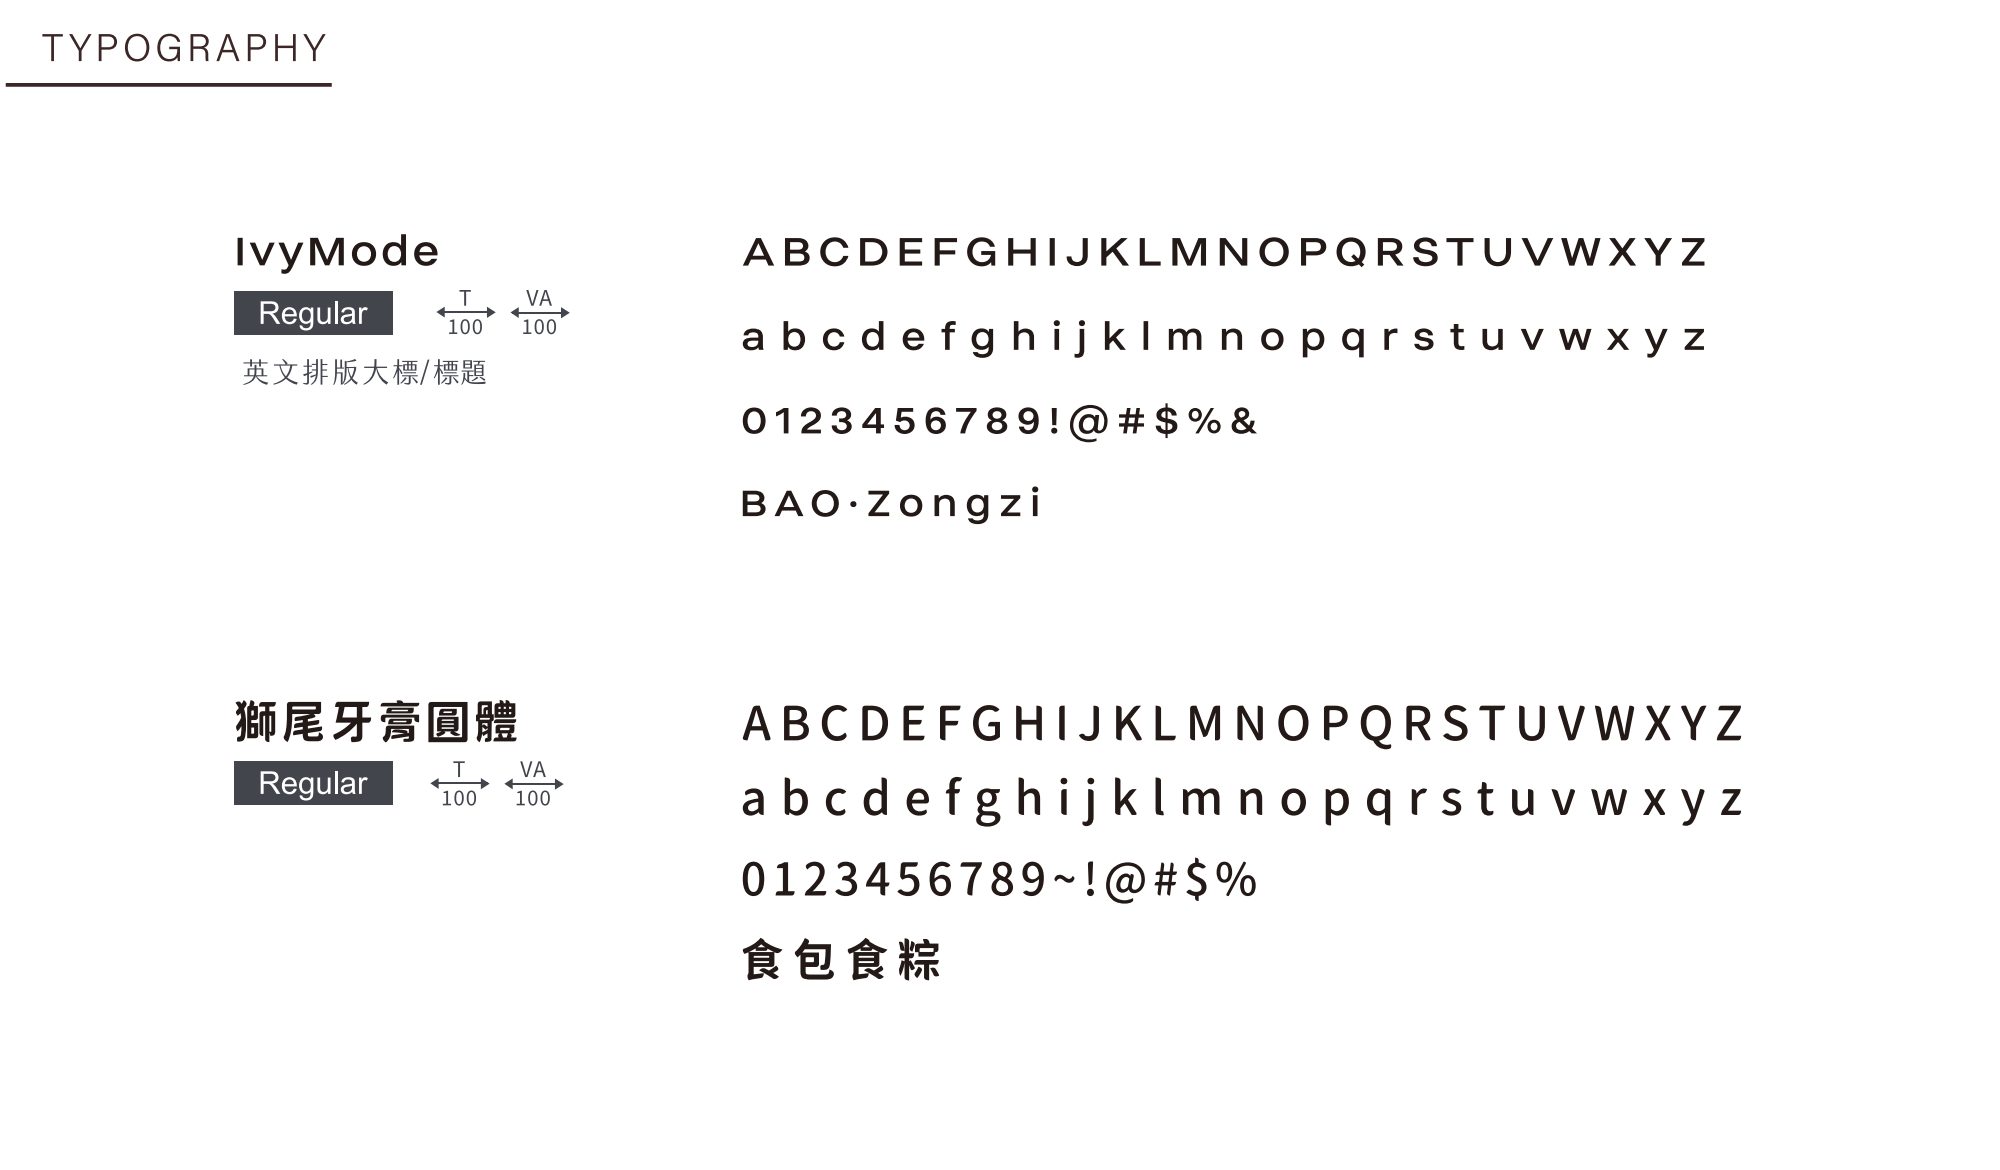 TYPOGRAPHY
IvyMode
Regular
T
100
VA
100
英文排版大標/標題
ABCDEFGHIJKLMNOPQRSTUVWXYZ
abcdefghijklmnopqrstuvwxyz
0123456789!@#$%&
BAO·Zongzi
獅尾牙膏圓體
Regular
T
100
VA
100
ABCDEFGHIJKLMNOPQRSTUVWXYZ
abcdefghijklmnopqrstuvwxyz
0123456789~!@#$%
食包食粽